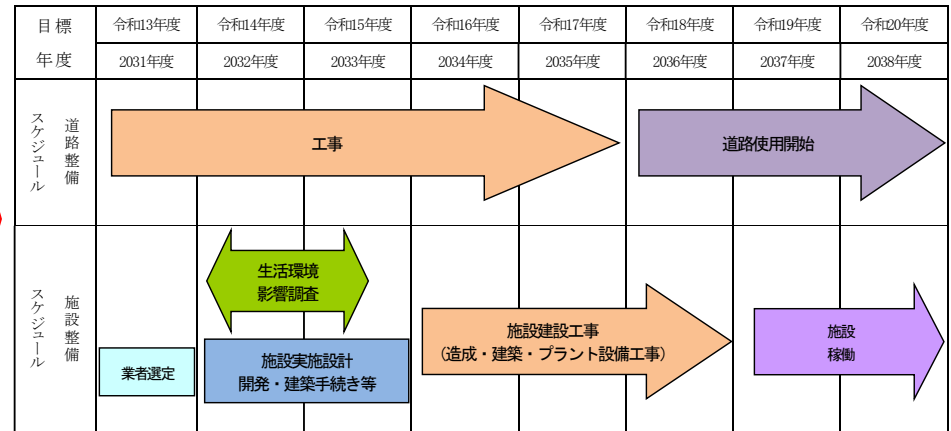 目標
年度
令和13年度
令和14年度
令和15年度
令和16年度
令和17年度
令和18年度
令和19年度
令和20年度
2031年度
2032年度
2033年度
2034年度
2035年度
2036年度
2037年度
2038年度
道路整備
スケジュール
工事
道路使用開始
施設整備
スケジュール
生活環境
影響調査
業者選定
施設実施設計
開発・建築手続き等
施設建設工事
（造成・建築・プラント設備工事）
施設
稼働